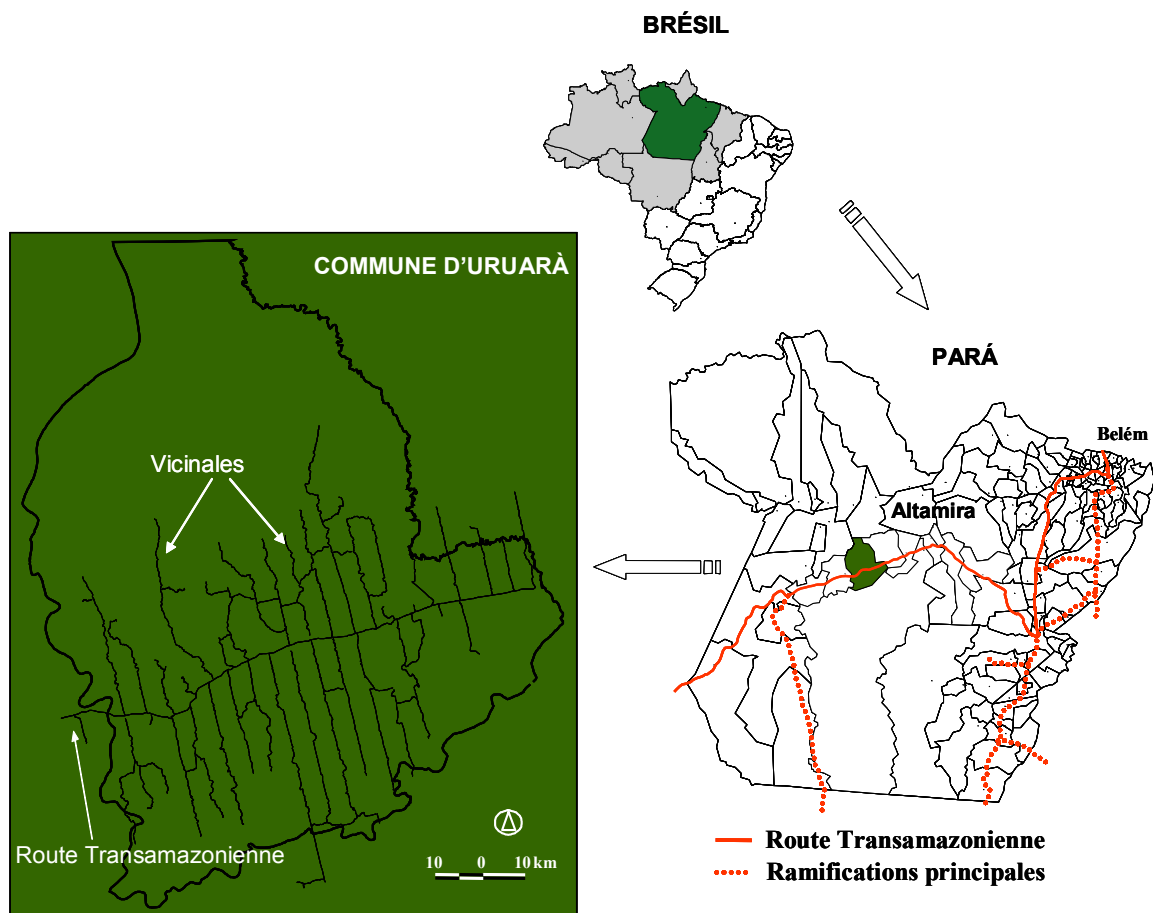 BRÉSIL
COMMUNE D'URUARÀ
PARÁ
Belém
Vicinales
Altamira
Route Transamazonienne
10 0 10 km
Route Transamazonienne
Ramifications principales